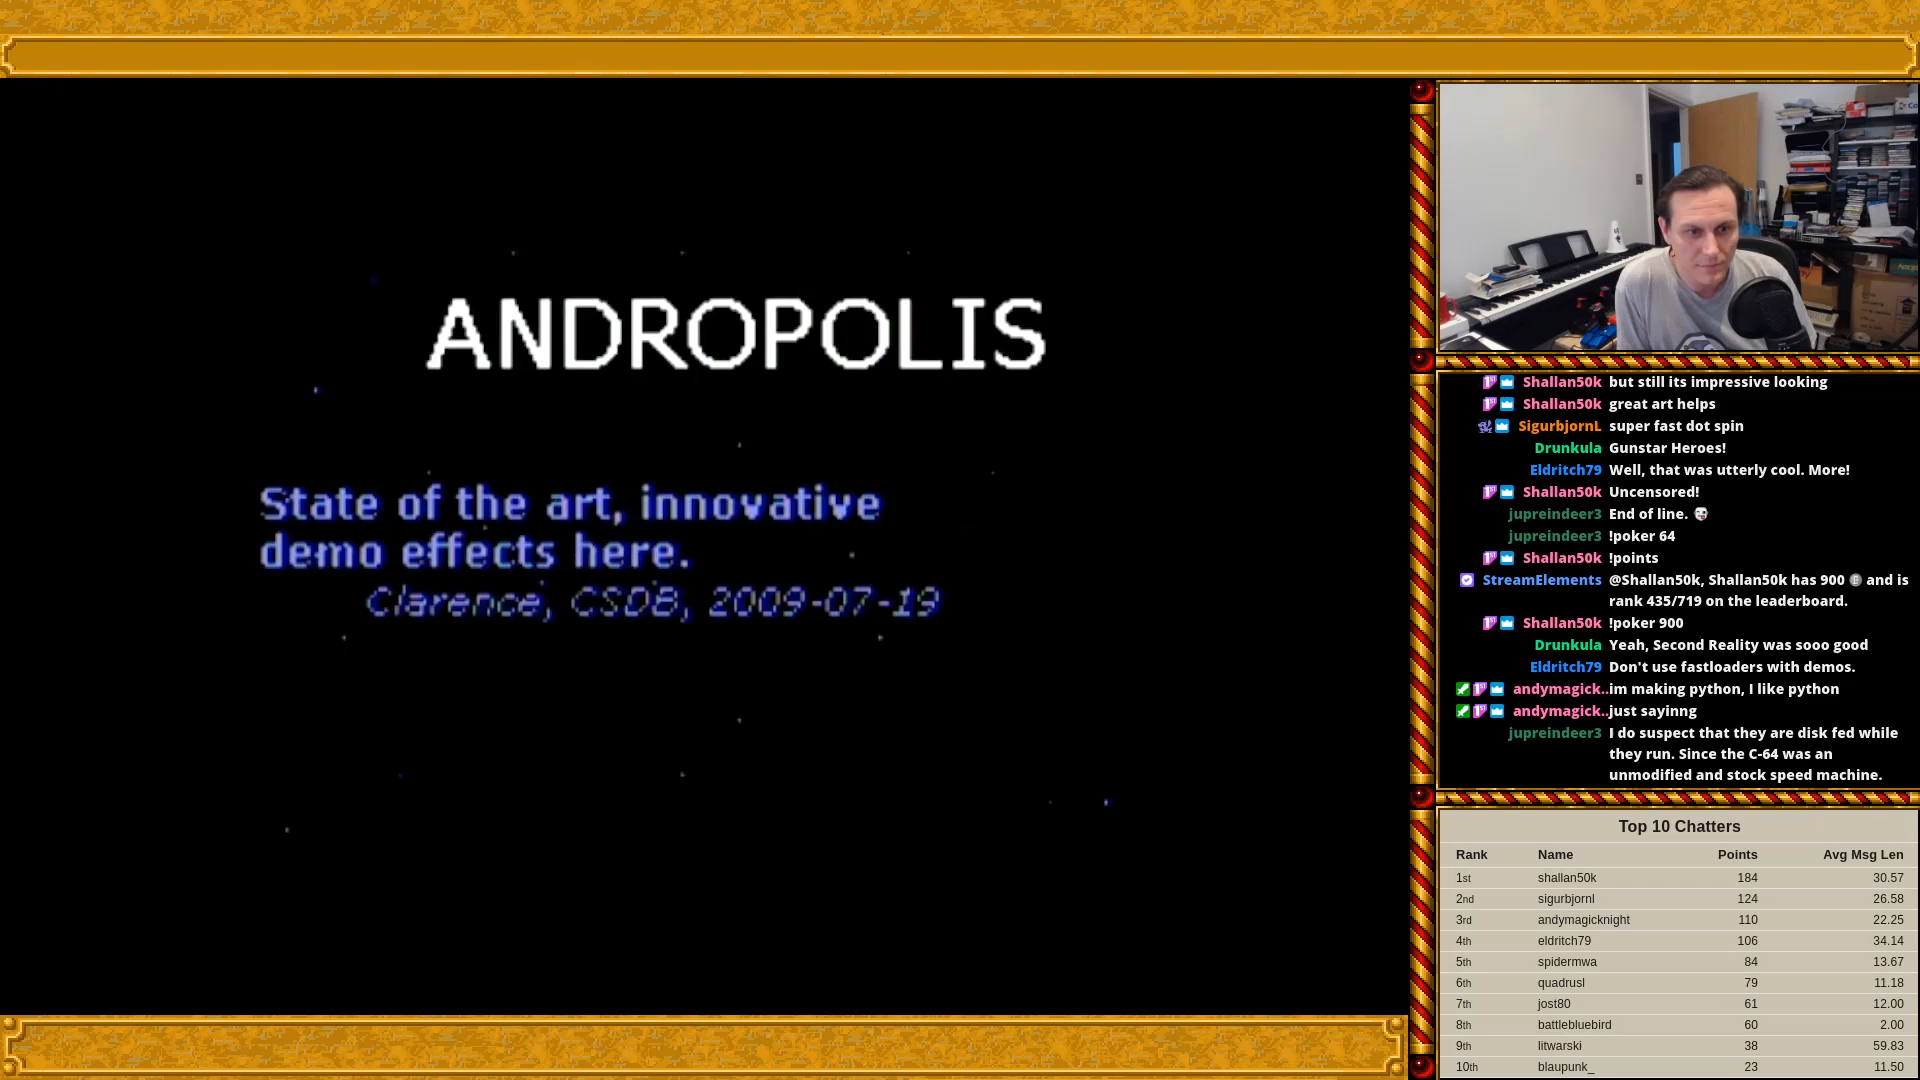 ANDROPOLIS
State of the art, innovative
demo effects here.
Clarence, CSDB, 2009-07-19
Shallan50k but still its impressive looking
Shallan50k great art helps
SigurbjornL super fast dot spin
Drunkula Gunstar Heroes!
Eldritch79 Well, that was utterly cool. More!
Shallan50k Uncensored!
jupreindeer3 End of line.
jupreindeer3 !poker 64
Shallan50k !points
StreamElements @Shallan50k, Shallan50k has 900 and is
rank 435/719 on the leaderboard.
Shallan50k !poker 900
Drunkula Yeah, Second Reality was sooo good
Eldritch79 Don't use fastloaders with demos.
andymagick.. im making python, I like python
andymagick.. just sayinng
jupreindeer3 I do suspect that they are disk fed while
they run. Since the C-64 was an
unmodified and stock speed machine.
Top 10 Chatters
Rank Name Points Avg Msg Len
1st shallan50k 184 30.57
2nd sigurbjornl 124 26.58
3rd andymagicknight 110 22.25
4th eldritch79 106 34.14
5th spidermwa 84 13.67
6th quadrusl 79 11.18
7th jost80 61 12.00
8th battlebluebird 60 2.00
9th litwarski 38 59.83
10th blaupunk_ 23 11.50